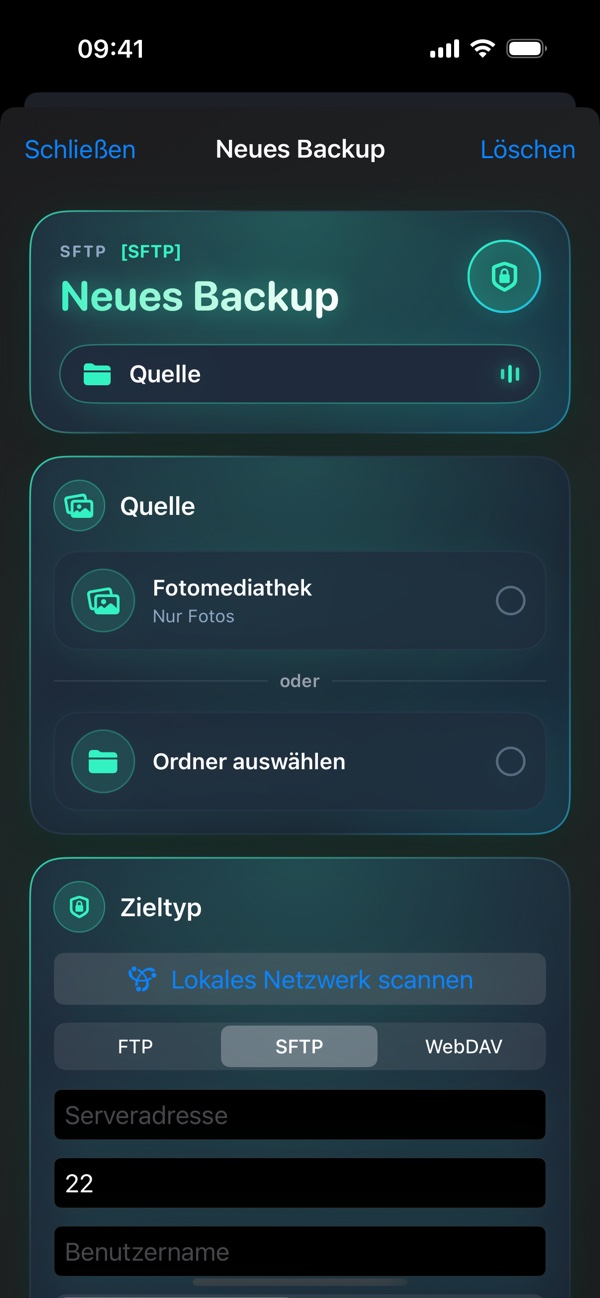 09:41
Schließen Neues Backup Löschen
SFTP [SFTP]
Neues Backup
Quelle
Quelle
Fotomediathek
Nur Fotos
oder
Ordner auswählen
Zieltyp
Lokales Netzwerk scannen
FTP SFTP WebDAV
Serveradresse
22
Benutzername